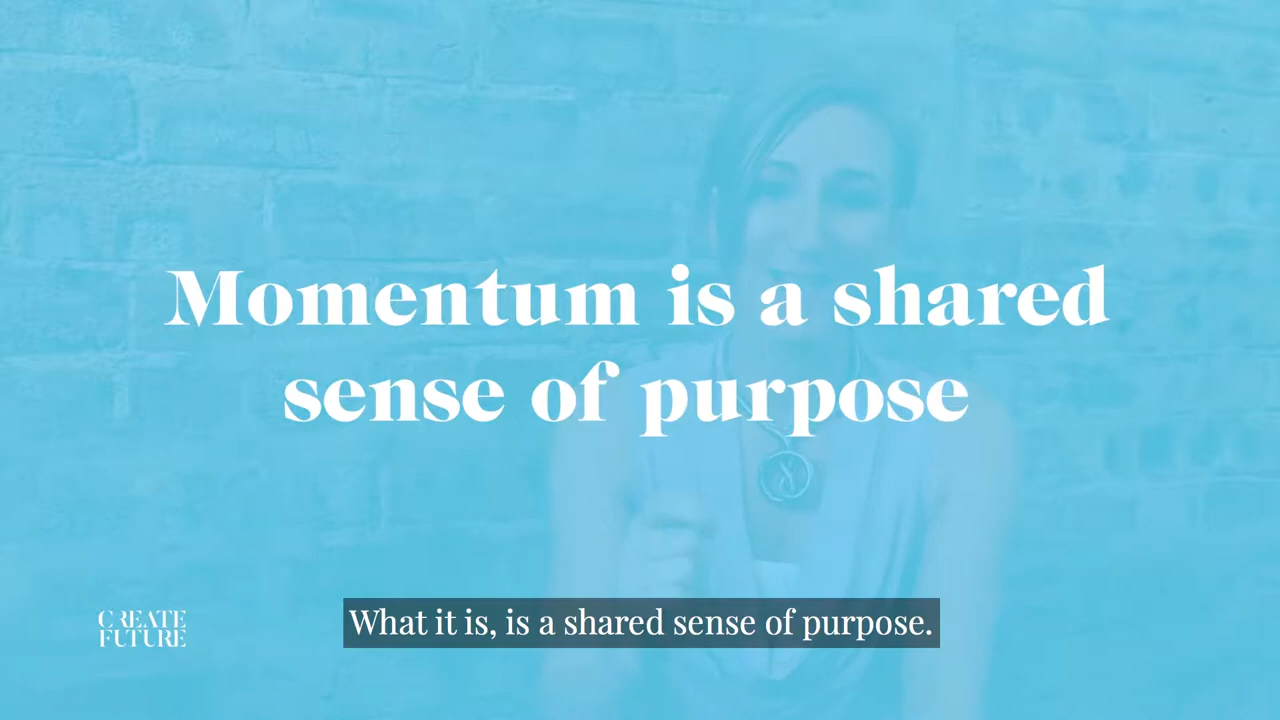 Momentum is a shared
sense of purpose
CREATE
FUTURE
What it is, is a shared sense of purpose.